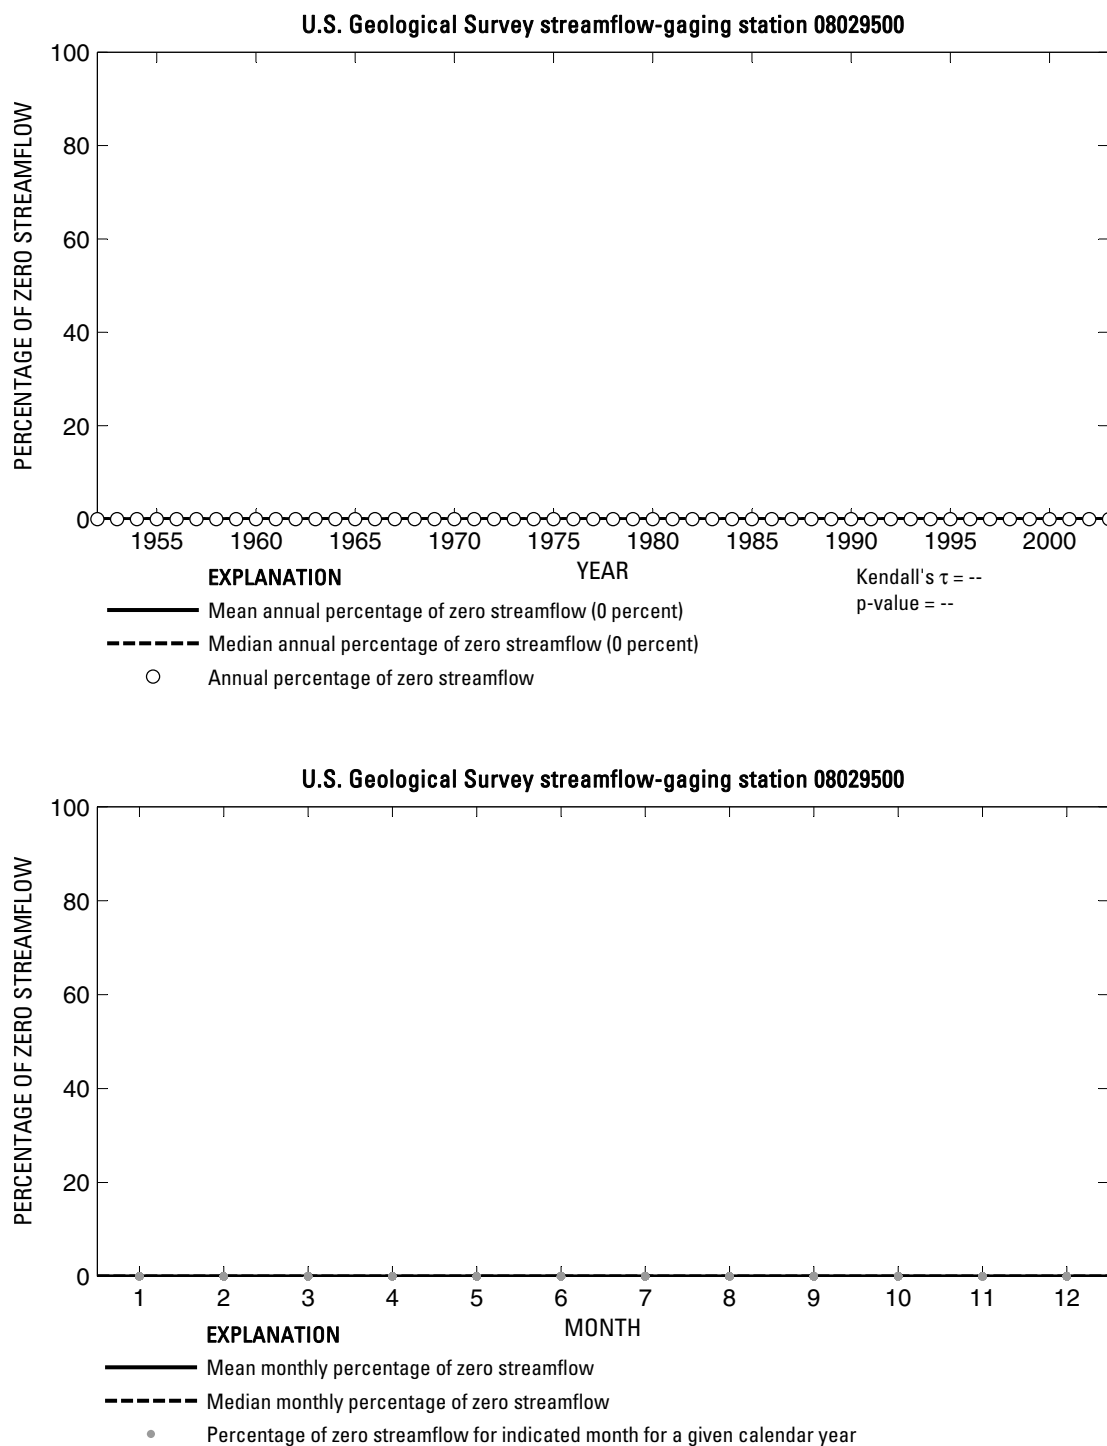 U.S. Geological Survey streamflow-gaging station 08029500
100
80
60
40
20
0
PERCENTAGE OF ZERO STREAMFLOW
1955 1960 1965 1970 1975 1980 1985 1990 1995 2000
YEAR
Kendall's τ = --
p-value = --
EXPLANATION
Mean annual percentage of zero streamflow (0 percent)
Median annual percentage of zero streamflow (0 percent)
Annual percentage of zero streamflow
U.S. Geological Survey streamflow-gaging station 08029500
100
80
60
40
20
0
PERCENTAGE OF ZERO STREAMFLOW
1 2 3 4 5 6 7 8 9 10 11 12
MONTH
EXPLANATION
Mean monthly percentage of zero streamflow
Median monthly percentage of zero streamflow
Percentage of zero streamflow for indicated month for a given calendar year